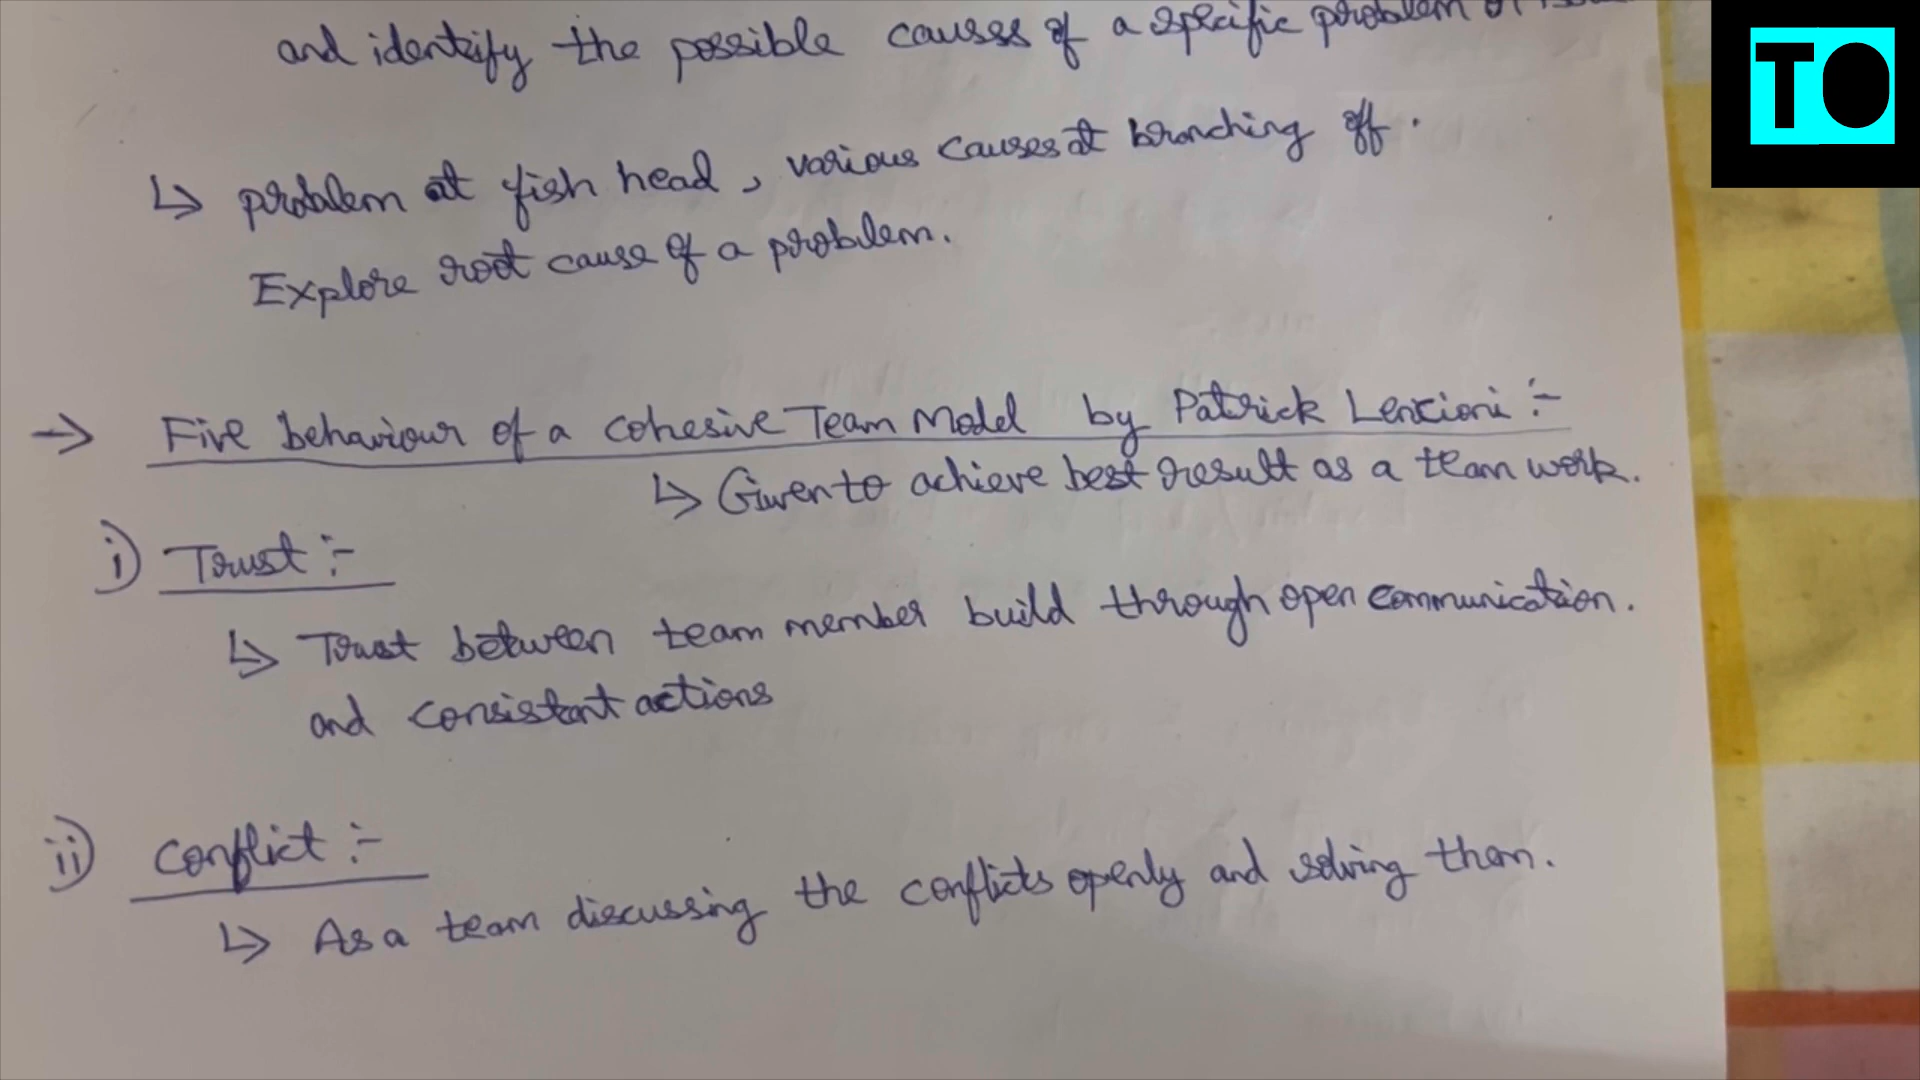 and identify the possible causes of a specific problem or
↳ problem at fish head, various causes at branching off.
Explore root cause of a problem.
→ Five behaviour of a cohesive Team Model by Patrick Lencioni :-
↳ Given to achieve best result as a team work.
i) Trust :-
↳ Trust between team member build through open communication.
and consistant actions
ii) Conflict :-
↳ As a team discussing the conflicts openly and solving them.
TO